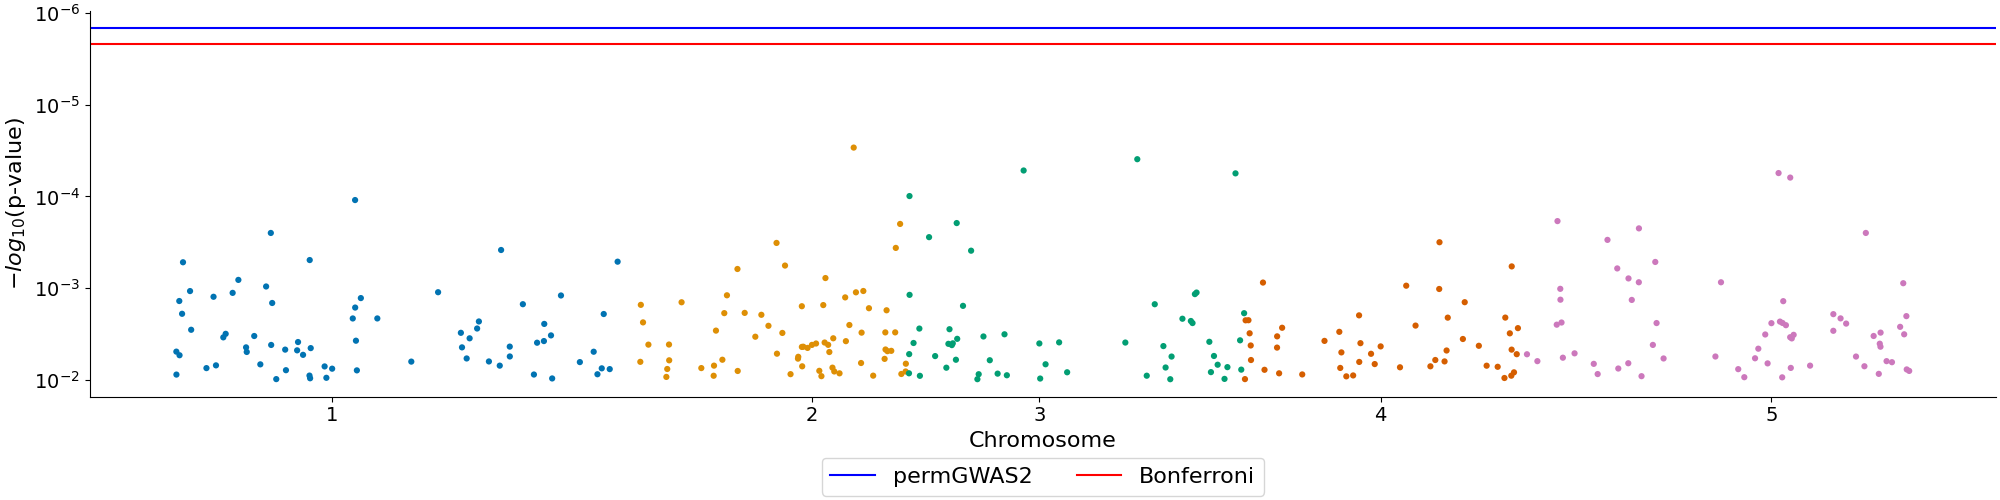 10⁻⁶
10⁻⁵
10⁻⁴
10⁻³
10⁻²
−log₁₀(p-value)
1 2 3 4 5
Chromosome
permGWAS2 Bonferroni